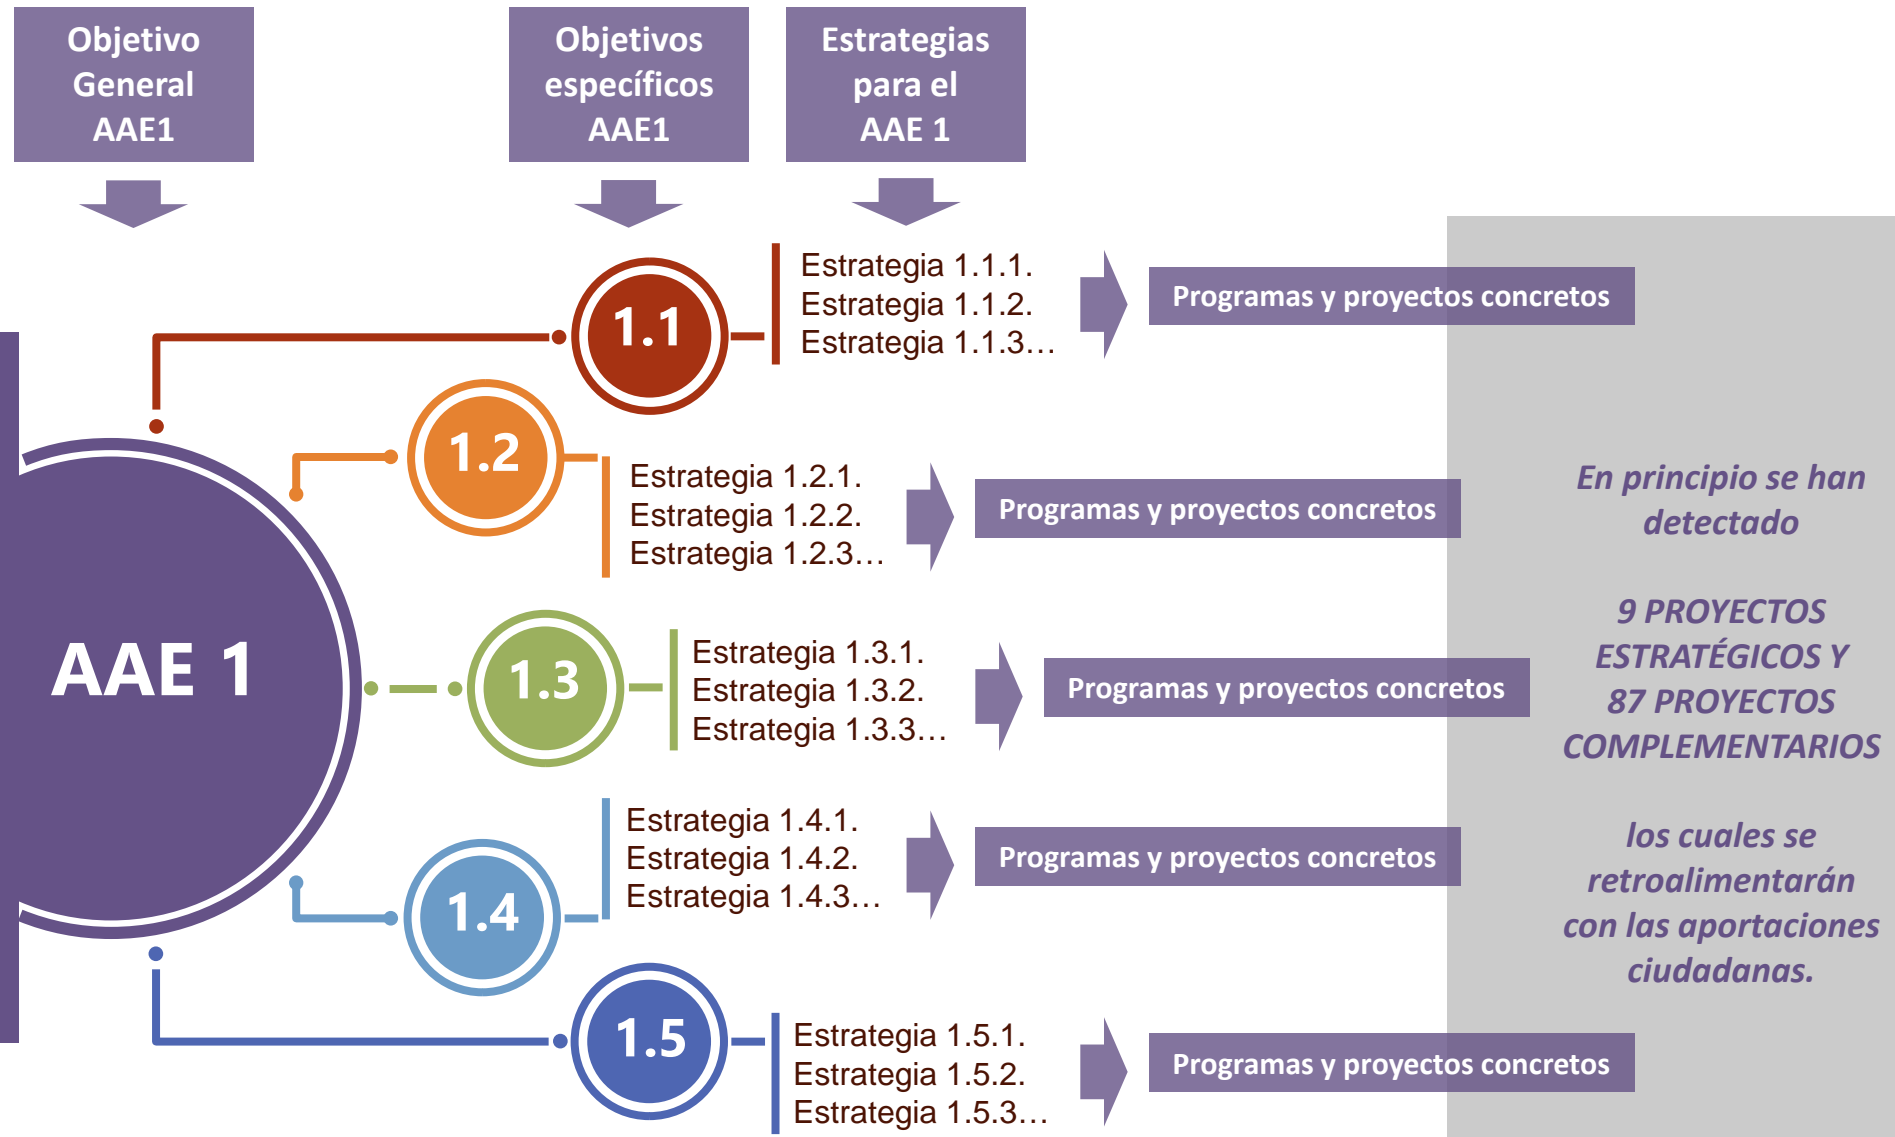 Objetivo
General
AAE1
Objetivos
específicos
AAE1
Estrategias
para el
AAE 1
1.1
Estrategia 1.1.1.
Estrategia 1.1.2.
Estrategia 1.1.3…
Programas y proyectos concretos
1.2
Estrategia 1.2.1.
Estrategia 1.2.2.
Estrategia 1.2.3…
Programas y proyectos concretos
AAE 1
1.3
Estrategia 1.3.1.
Estrategia 1.3.2.
Estrategia 1.3.3…
Programas y proyectos concretos
1.4
Estrategia 1.4.1.
Estrategia 1.4.2.
Estrategia 1.4.3…
Programas y proyectos concretos
1.5
Estrategia 1.5.1.
Estrategia 1.5.2.
Estrategia 1.5.3…
Programas y proyectos concretos
En principio se han
detectado
9 PROYECTOS
ESTRATÉGICOS Y
87 PROYECTOS
COMPLEMENTARIOS
los cuales se
retroalimentarán
con las aportaciones
ciudadanas.